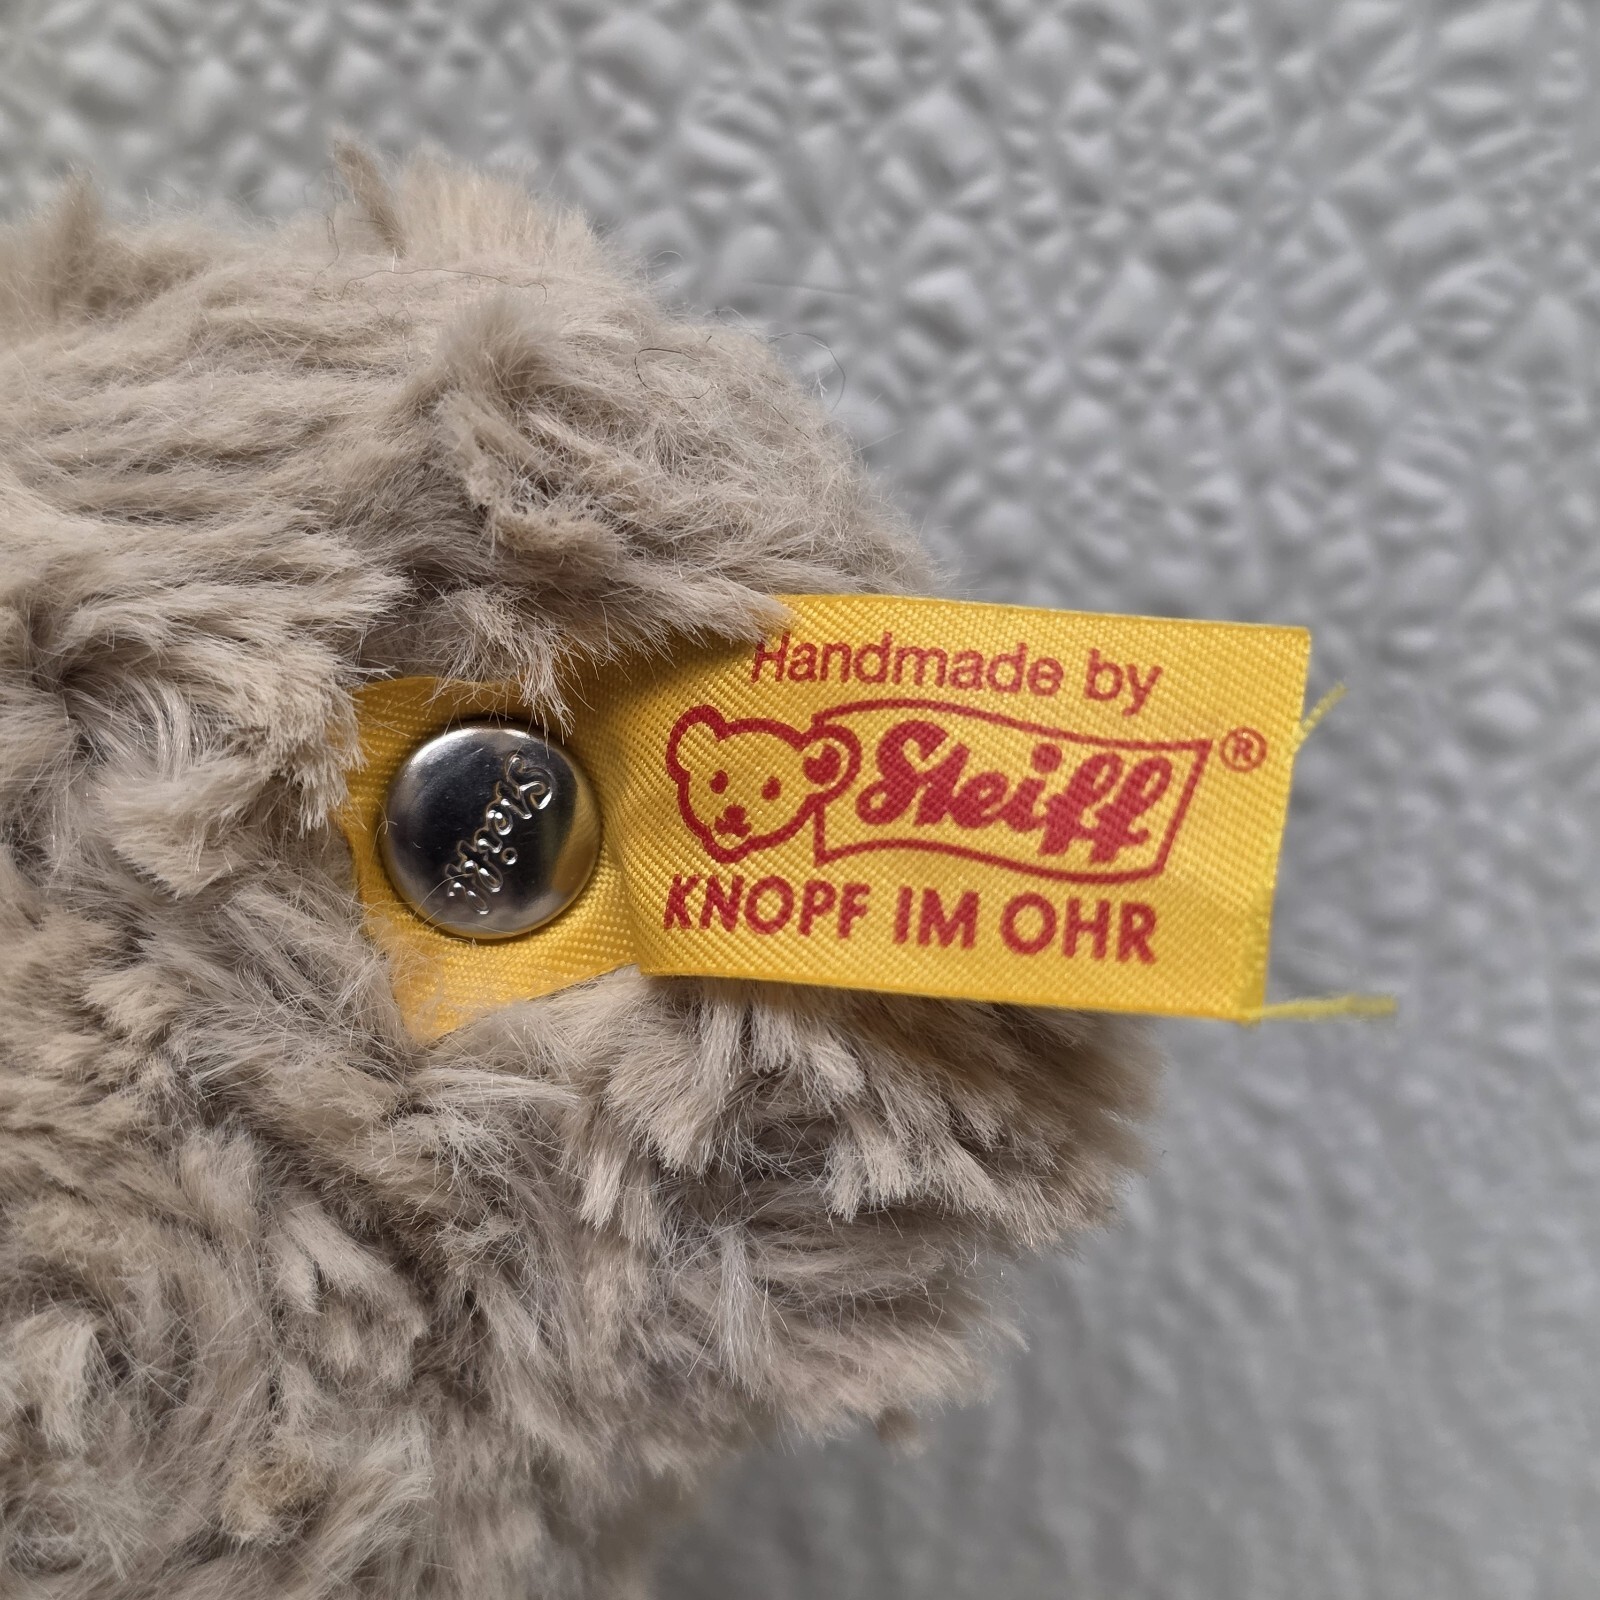 Handmade by
Steiff®
KNOPF IM OHR
Steiff